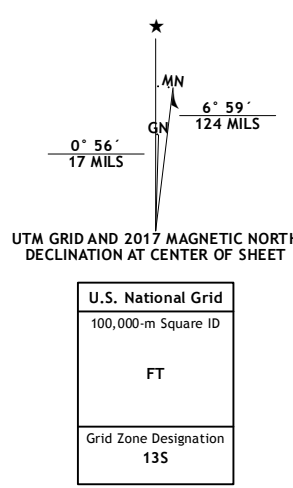 ★
MN
GN
6° 59´
124 MILS
0° 56´
17 MILS
UTM GRID AND 2017 MAGNETIC NORTH
DECLINATION AT CENTER OF SHEET
U.S. National Grid
100,000-m Square ID
FT
Grid Zone Designation
13S